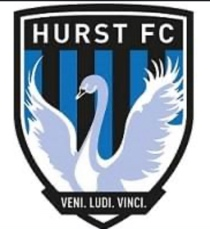 HURST FC
VENI. LUDI. VINCI.